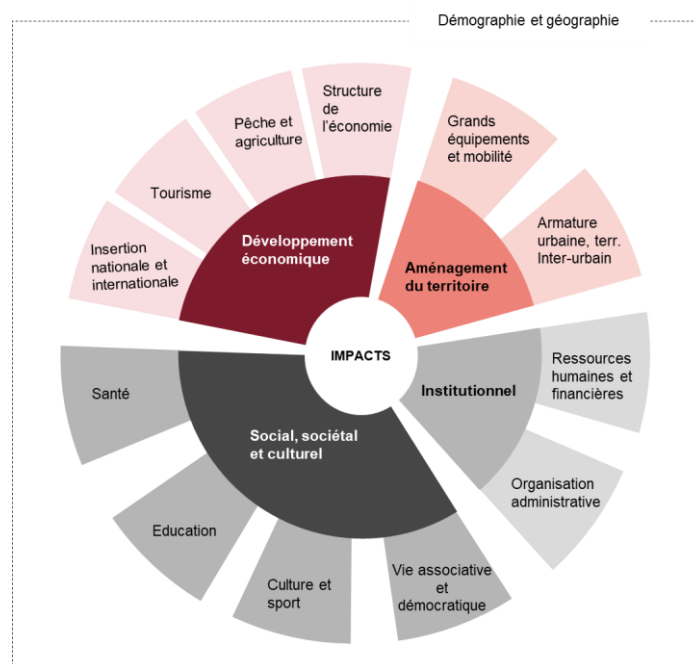 Démographie et géographie
Structure
de
l'économie
Pêche et
agriculture
Tourisme
Insertion
nationale et
internationale
Développement
économique
Grands
équipements
et mobilité
Armature
urbaine, terr.
Inter-urbain
Aménagement
du territoire
IMPACTS
Institutionnel
Ressources
humaines et
financières
Organisation
administrative
Social, sociétal
et culturel
Santé
Education
Culture et
sport
Vie associative
et
démocratique